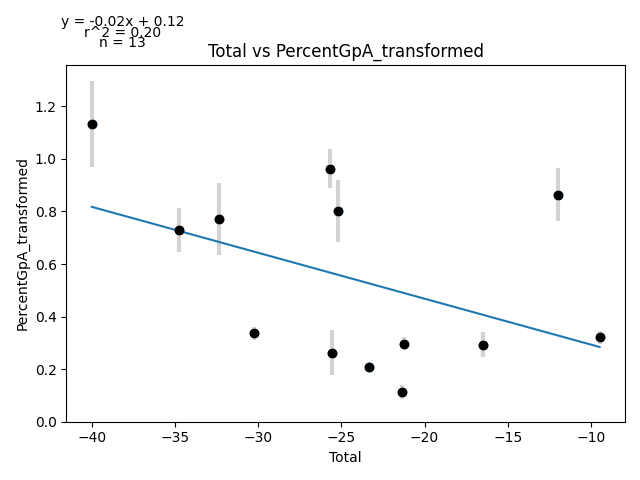 y = -0.02x + 0.12
r^2 = 0.20
n = 13
Total vs PercentGpA_transformed
PercentGpA_transformed
1.2
1.0
0.8
0.6
0.4
0.2
0.0
−40 −35 −30 −25 −20 −15 −10
Total